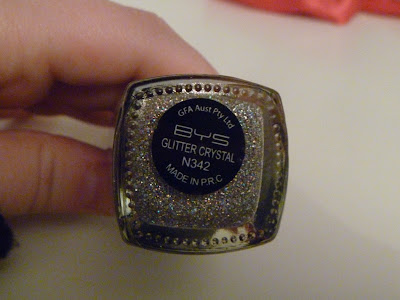 GFA Aust Pty Ltd
BYS
GLITTER CRYSTAL
N342
MADE IN P.R.C